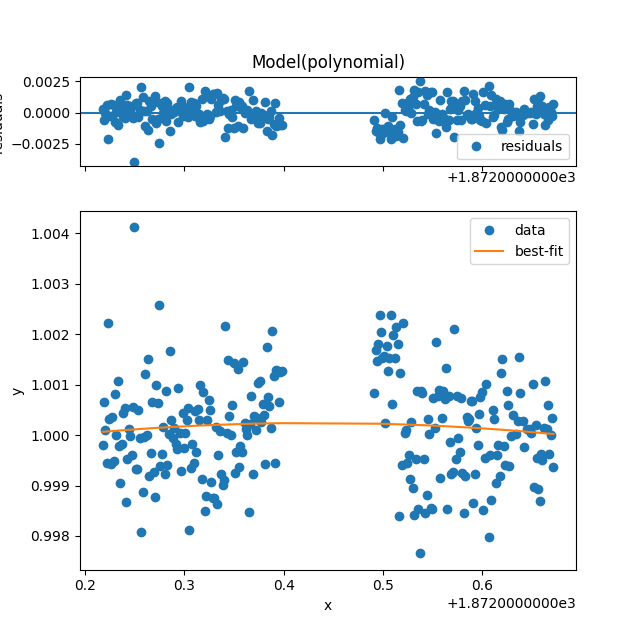 Model(polynomial)
0.0025
0.0000
−0.0025
residuals
residuals
+1.8720000000e3
1.004
1.003
1.002
1.001
1.000
0.999
0.998
y
data
best-fit
0.2 0.3 0.4 0.5 0.6
x
+1.8720000000e3